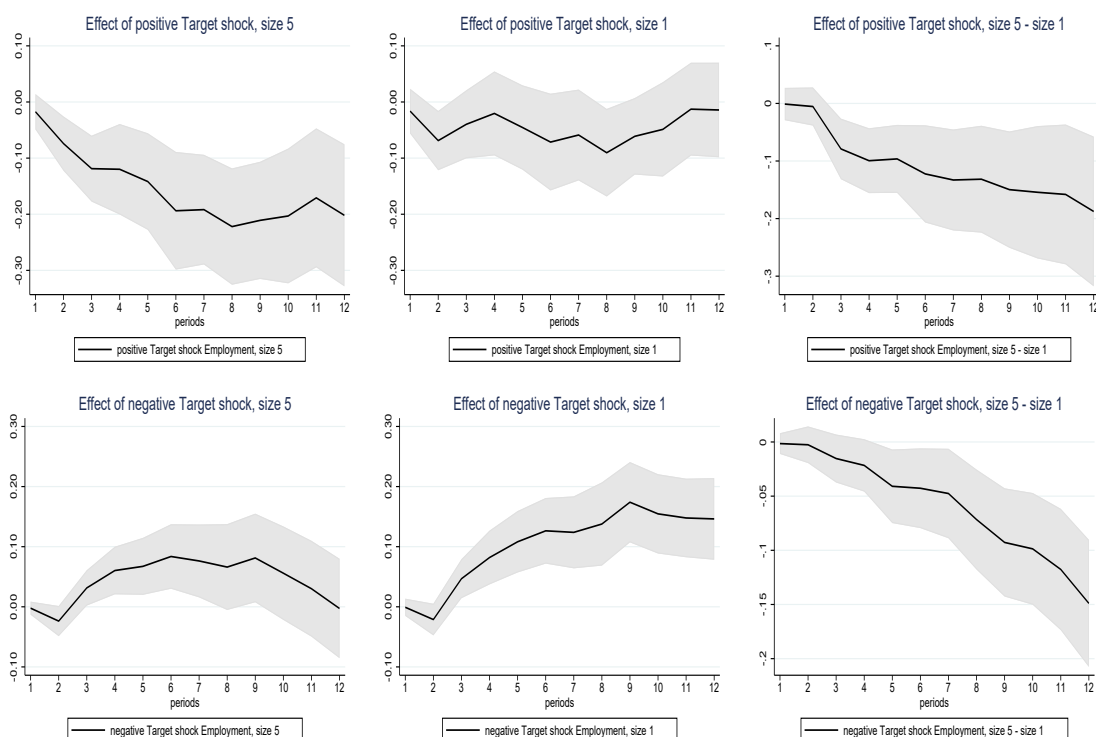 Effect of positive Target shock, size 5
0.10
0.00
-0.10
-0.20
-0.30
1 2 3 4 5 6 7 8 9 10 11 12
periods
positive Target shock Employment, size 5
Effect of positive Target shock, size 1
0.10
0.00
-0.10
-0.20
-0.30
1 2 3 4 5 6 7 8 9 10 11 12
periods
positive Target shock Employment, size 1
Effect of positive Target shock, size 5 - size 1
.1
0
-.1
-.2
-.3
1 2 3 4 5 6 7 8 9 10 11 12
periods
positive Target shock Employment, size 5 - size 1
Effect of negative Target shock, size 5
0.30
0.20
0.10
0.00
-0.10
1 2 3 4 5 6 7 8 9 10 11 12
periods
negative Target shock Employment, size 5
Effect of negative Target shock, size 1
0.30
0.20
0.10
0.00
-0.10
1 2 3 4 5 6 7 8 9 10 11 12
periods
negative Target shock Employment, size 1
Effect of negative Target shock, size 5 - size 1
0
-.05
-.1
-.15
-.2
1 2 3 4 5 6 7 8 9 10 11 12
periods
negative Target shock Employment, size 5 - size 1